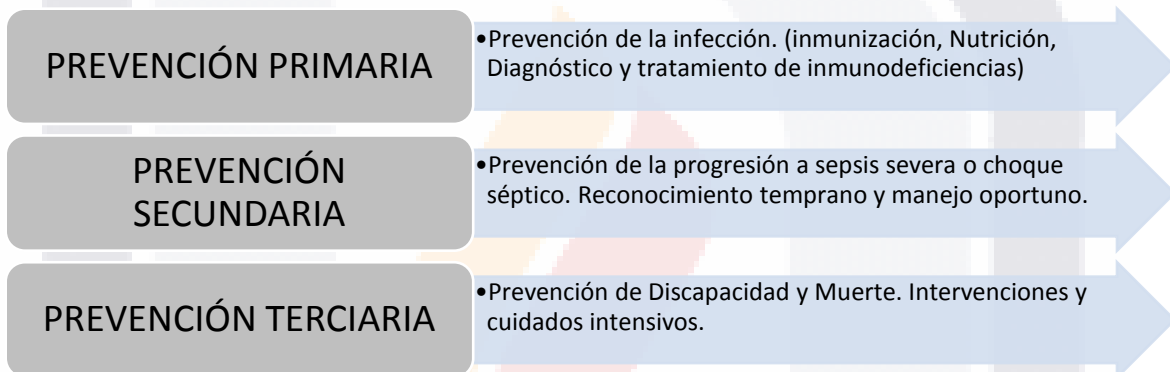 PREVENCIÓN PRIMARIA
•Prevención de la infección. (inmunización, Nutrición,
Diagnóstico y tratamiento de inmunodeficiencias)
PREVENCIÓN
SECUNDARIA
•Prevención de la progresión a sepsis severa o choque
séptico. Reconocimiento temprano y manejo oportuno.
PREVENCIÓN TERCIARIA
•Prevención de Discapacidad y Muerte. Intervenciones y
cuidados intensivos.